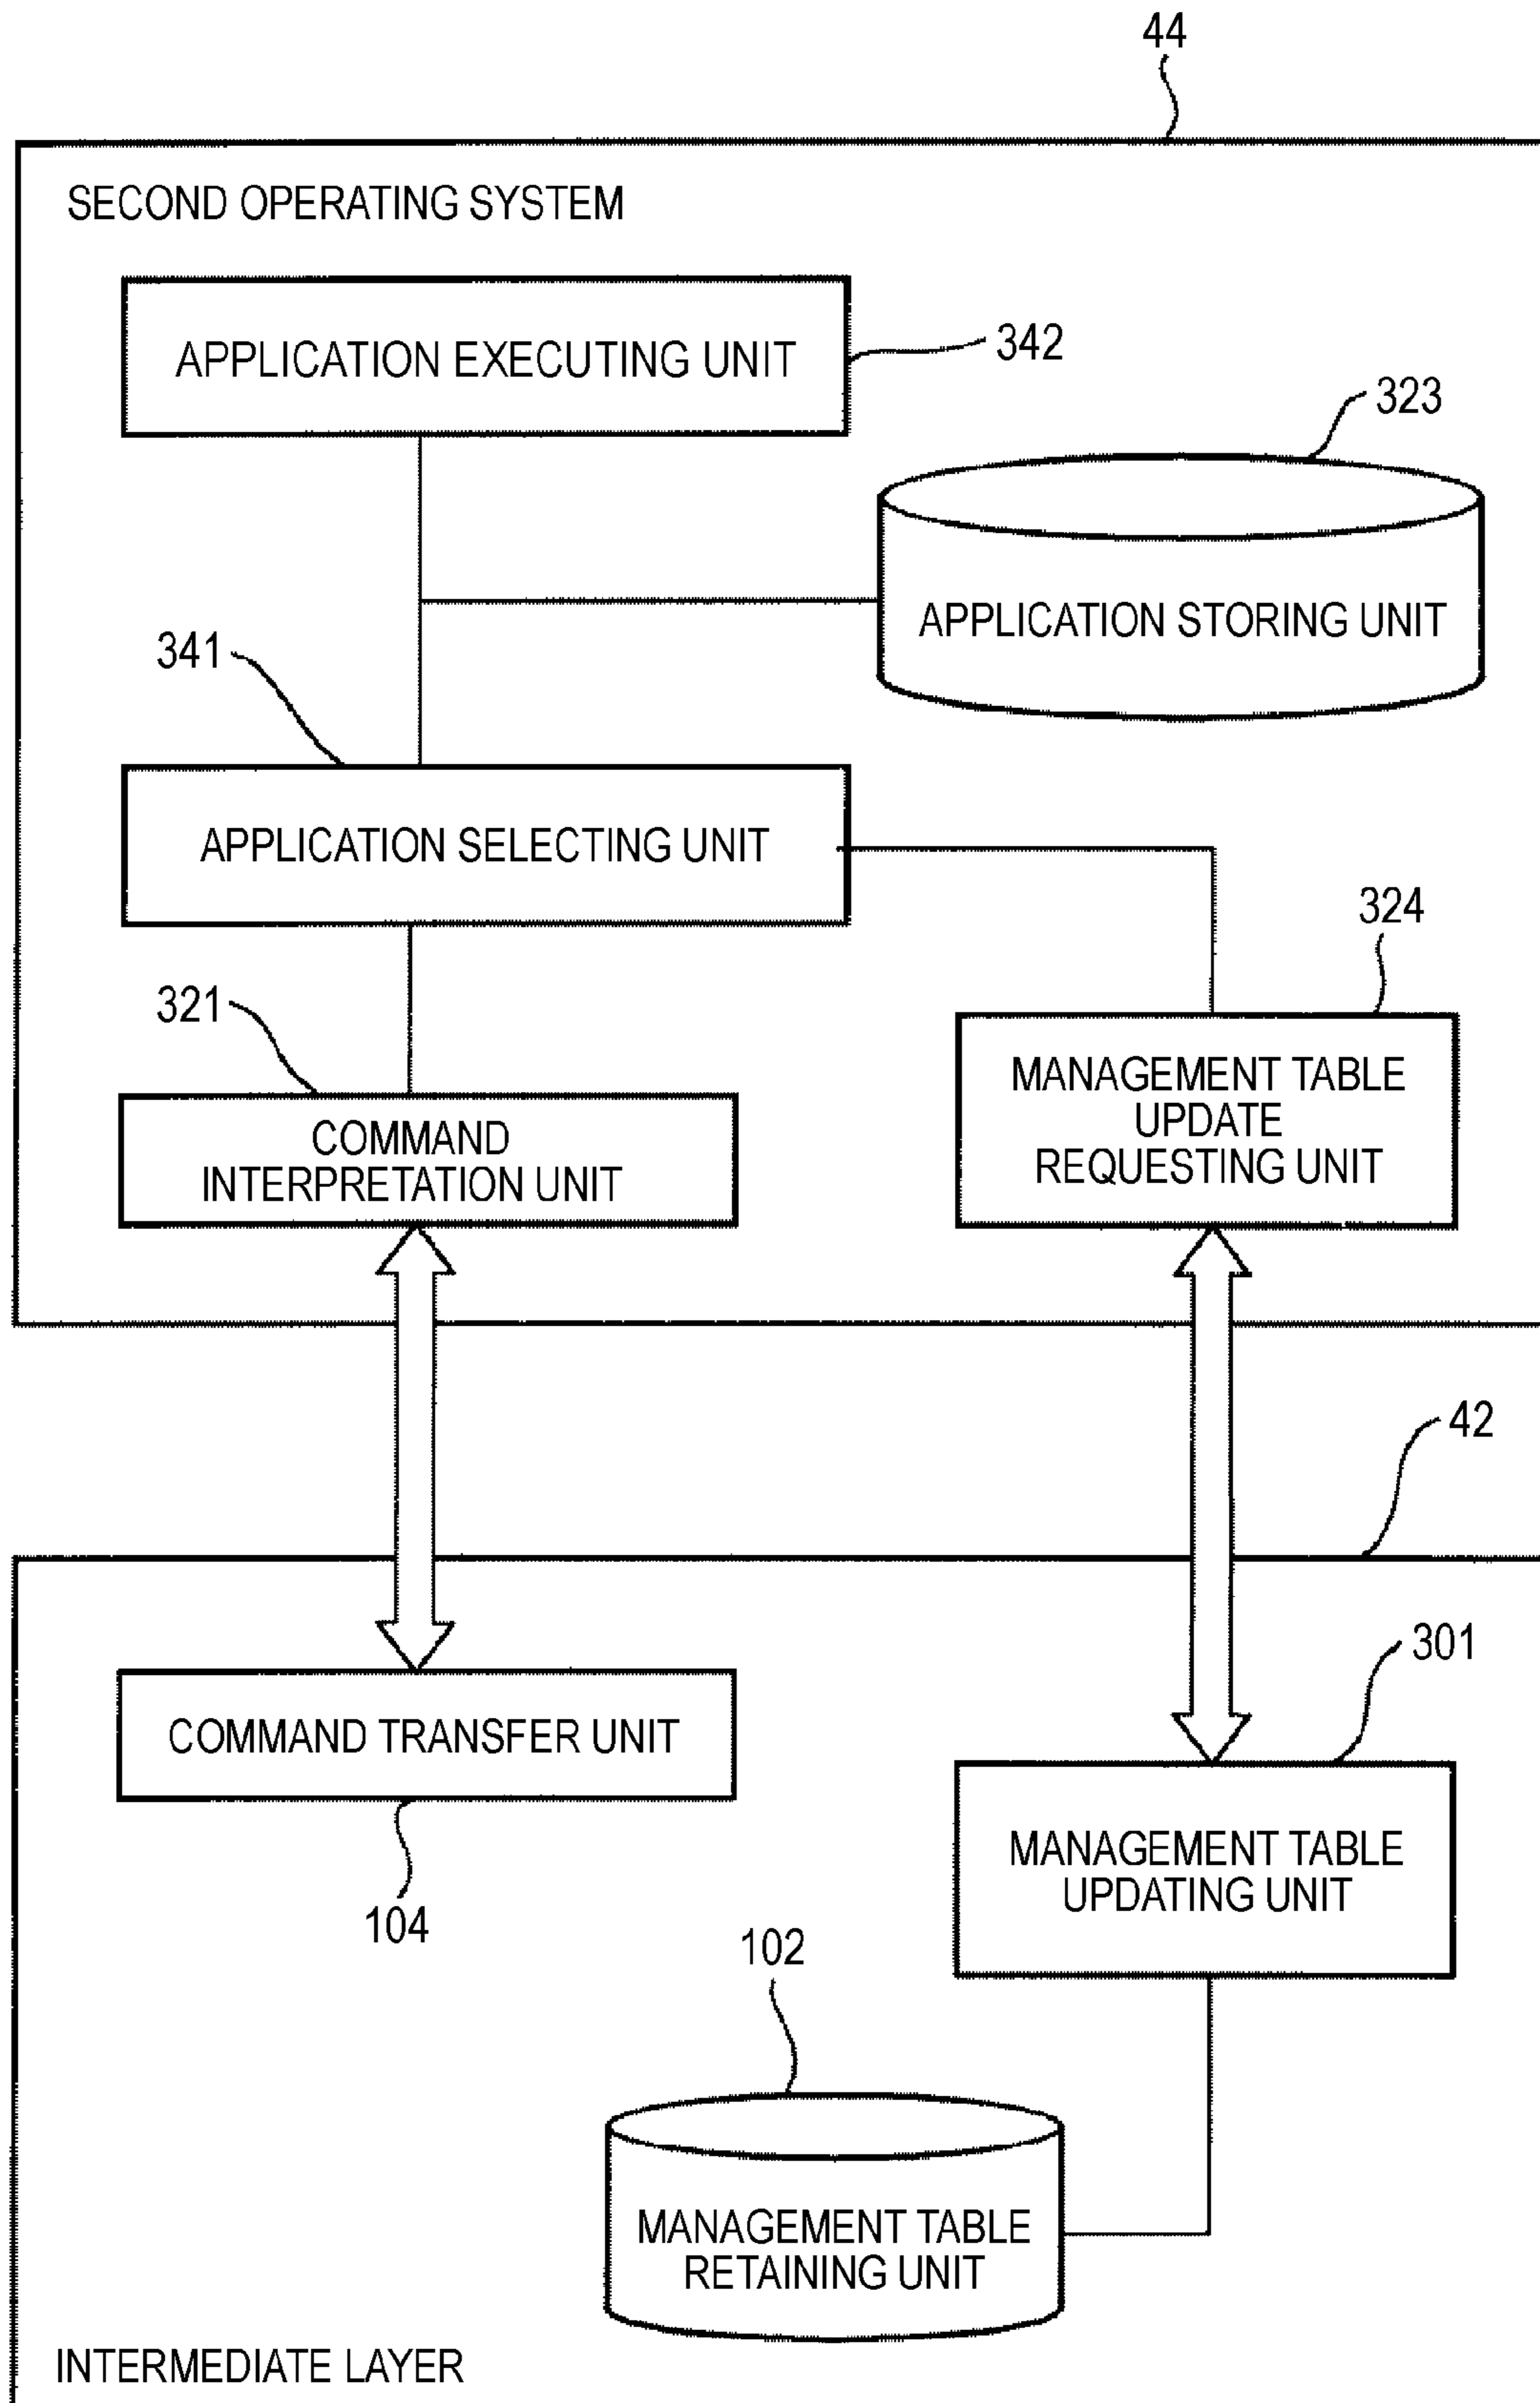 44
SECOND OPERATING SYSTEM
APPLICATION EXECUTING UNIT
342
323
APPLICATION STORING UNIT
341
APPLICATION SELECTING UNIT
324
321
MANAGEMENT TABLE
UPDATE
REQUESTING UNIT
COMMAND
INTERPRETATION UNIT
42
301
COMMAND TRANSFER UNIT
104
MANAGEMENT TABLE
UPDATING UNIT
102
MANAGEMENT TABLE
RETAINING UNIT
INTERMEDIATE LAYER